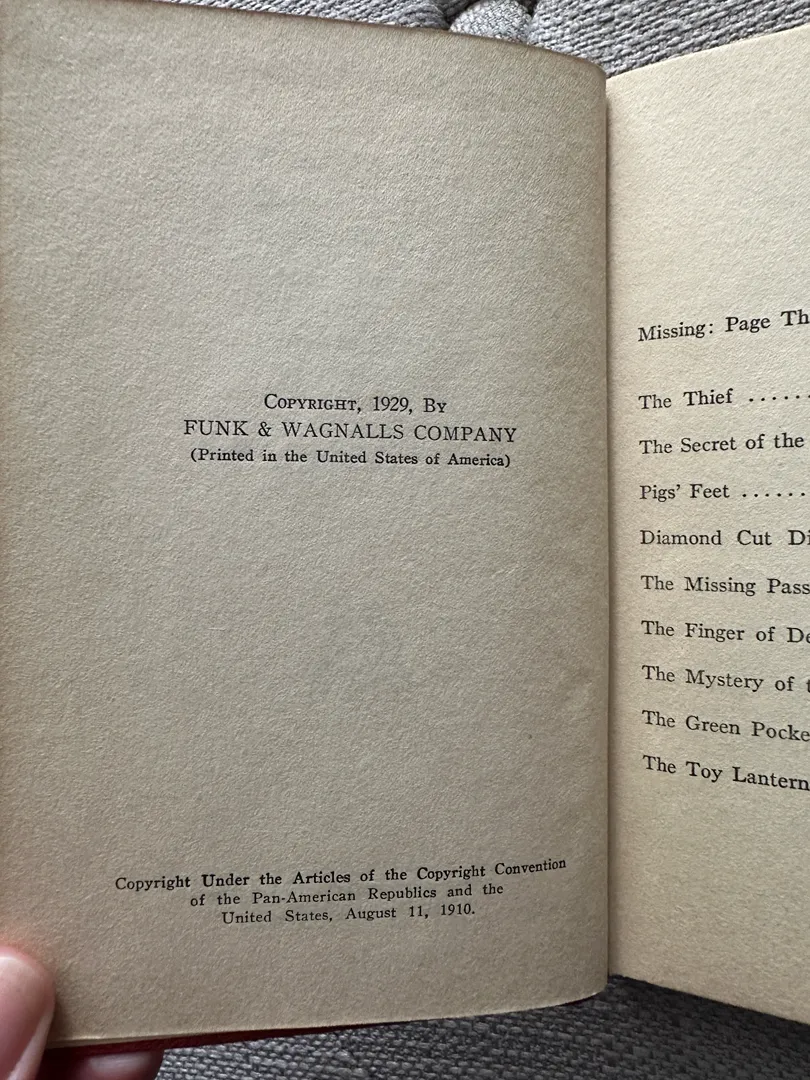 Copyright, 1929, By
FUNK & WAGNALLS COMPANY
(Printed in the United States of America)
Copyright Under the Articles of the Copyright Convention
of the Pan-American Republics and the
United States, August 11, 1910.
Missing: Page
The Thief ......
The Secret of the
Pigs' Feet ......
Diamond Cut
The Missing
The Finger of
The Mystery of
The Green
The Toy Lantern